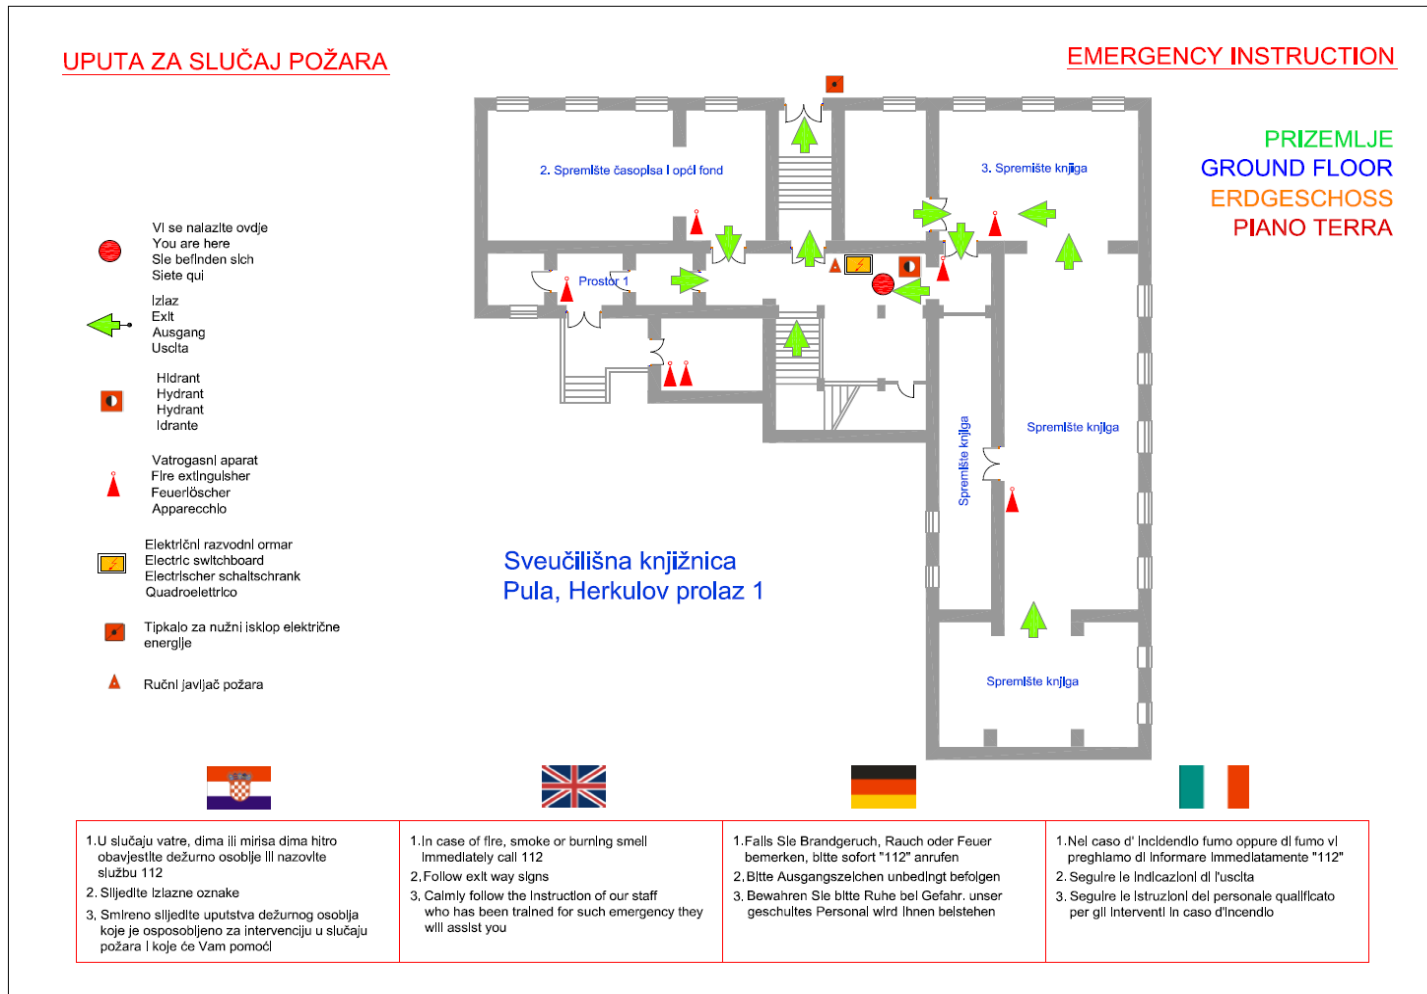 UPUTA ZA SLUČAJ POŽARA
EMERGENCY INSTRUCTION
PRIZEMLJE
GROUND FLOOR
ERDGESCHOSS
PIANO TERRA
2. Spremište časopisa i opći fond
3. Spremište knjiga
Prostor 1
Spremište knjiga
Spremište knjiga
Spremište knjiga
Sveučilišna knjižnica
Pula, Herkulov prolaz 1
Vi se nalazite ovdje
You are here
Sie befinden sich
Siete qui
Izlaz
Exit
Ausgang
Uscita
Hidrant
Hydrant
Hydrant
Idrante
Vatrogasni aparat
Fire extinguisher
Feuerlöscher
Apparecchio
Električni razvodni ormar
Electric switchboard
Electrischer schaltschrank
Quadroelettrico
Tipkalo za nužni isklop električne
energije
Ručni javljač požara
1.U slučaju vatre, dima ili mirisa dima hitro
obavjestite dežurno osoblje ili nazovite
službu 112
2. Slijedite izlazne oznake
3. Smireno slijedite uputstva dežurnog osoblja
koje je osposobljeno za intervenciju u slučaju
požara i koje će Vam pomoći
1.In case of fire, smoke or burning smell
immediately call 112
2.Follow exit way signs
3. Calmly follow the instruction of our staff
who has been trained for such emergency they
will assist you
1.Falls Sie Brandgeruch, Rauch oder Feuer
bemerken, bitte sofort "112" anrufen
2.Bitte Ausgangszeichen unbedingt befolgen
3. Bewahren Sie bitte Ruhe bei Gefahr. unser
geschultes Personal wird Ihnen beistehen
1.Nel caso d' incidendio fumo oppure di fumo vi
preghiamo di informare immediatamente "112"
2. Seguire le indicazioni di l'uscita
3. Seguire le istruzioni del personale qualificato
per gli interventi in caso d'incendio